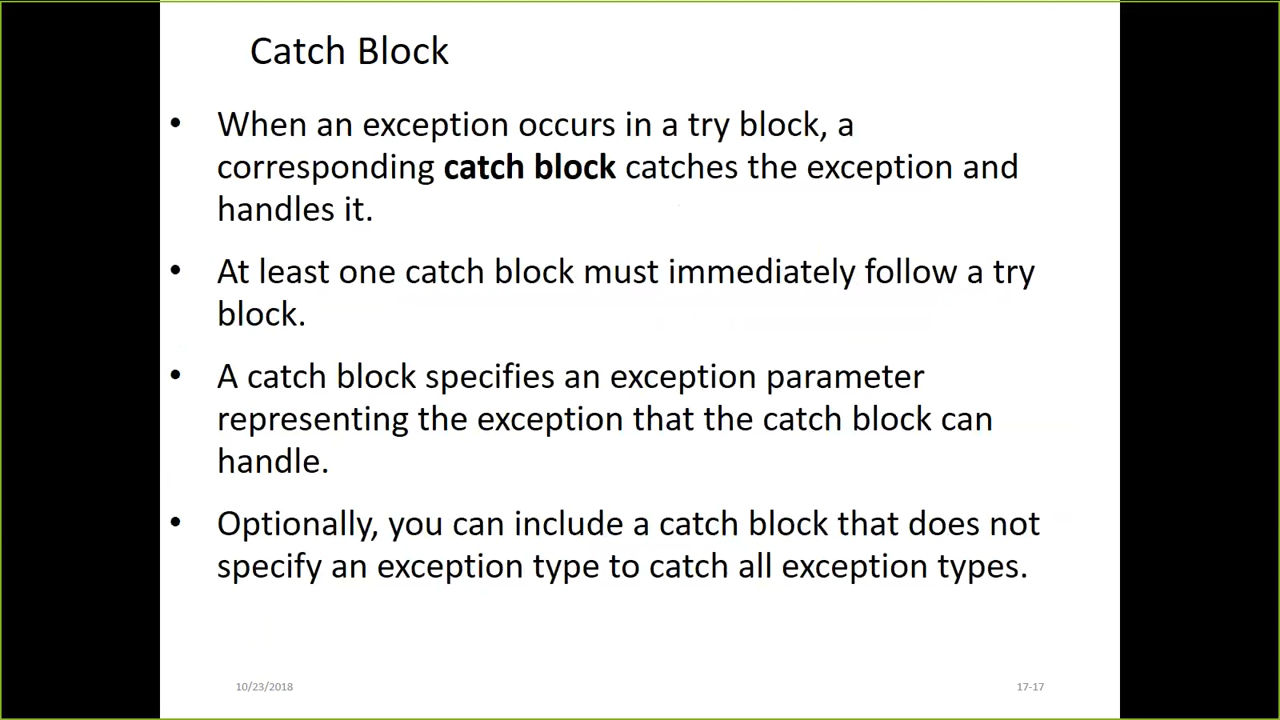 Catch Block
• When an exception occurs in a try block, a
corresponding catch block catches the exception and
handles it.
• At least one catch block must immediately follow a try
block.
• A catch block specifies an exception parameter
representing the exception that the catch block can
handle.
• Optionally, you can include a catch block that does not
specify an exception type to catch all exception types.
10/23/2018
17-17